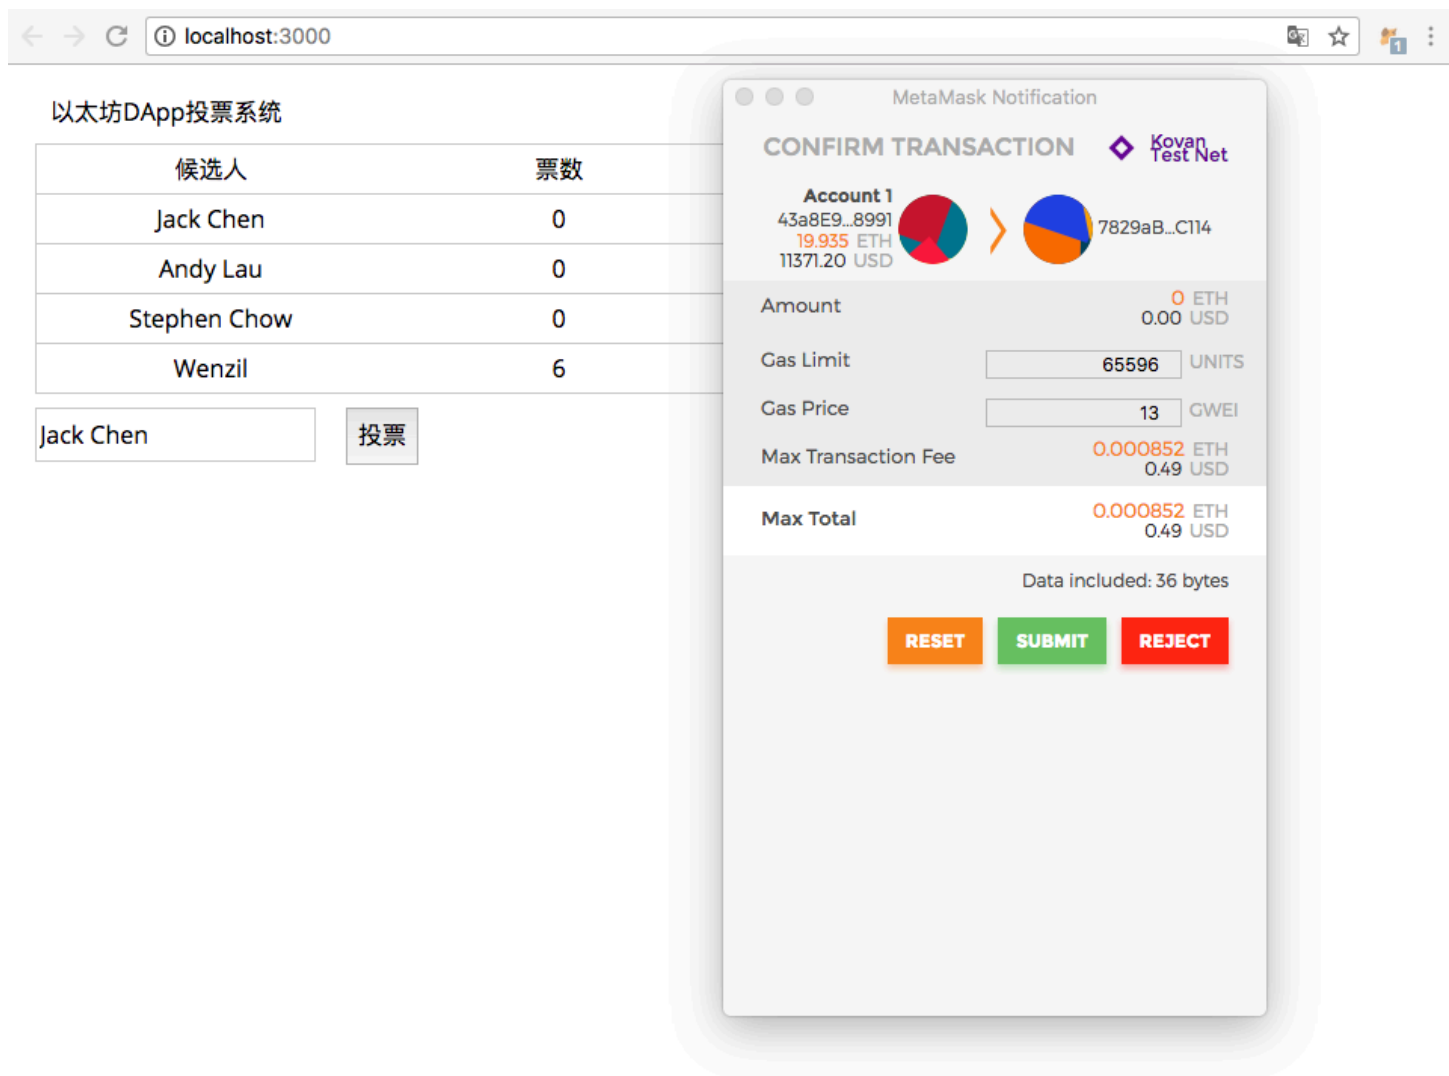 localhost:3000
1
以太坊DApp投票系统
候选人 票数
Jack Chen 0
Andy Lau 0
Stephen Chow 0
Wenzil 6
Jack Chen 投票
MetaMask Notification
CONFIRM TRANSACTION
Kovan
Test Net
Account 1
43a8E9...8991
19.935 ETH
11371.20 USD
7829aB...C114
Amount 0 ETH
0.00 USD
Gas Limit 65596 UNITS
Gas Price 13 GWEI
Max Transaction Fee 0.000852 ETH
0.49 USD
Max Total 0.000852 ETH
0.49 USD
Data included: 36 bytes
RESET SUBMIT REJECT